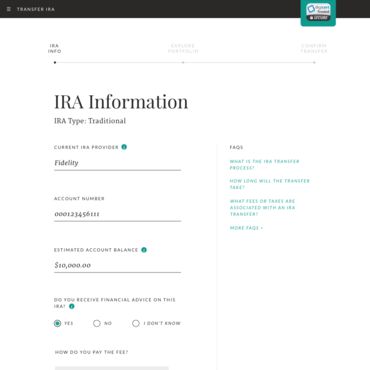 TRANSFER IRA
SECURE
IRA
INFO
EXPLORE
PORTFOLIO
CONFIRM
TRANSFER
IRA Information
IRA Type: Traditional
CURRENT IRA PROVIDER
Fidelity
ACCOUNT NUMBER
000123456111
ESTIMATED ACCOUNT BALANCE
$10,000.00
DO YOU RECEIVE FINANCIAL ADVICE ON THIS
IRA?
YES
NO
I DON'T KNOW
HOW DO YOU PAY THE FEE?
FAQS
WHAT IS THE IRA TRANSFER
PROCESS?
HOW LONG WILL THE TRANSFER
TAKE?
WHAT FEES OR TAXES ARE
ASSOCIATED WITH AN IRA
TRANSFER?
MORE FAQS >